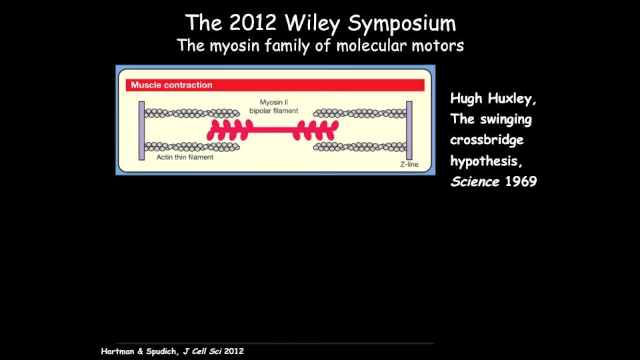 The 2012 Wiley Symposium
The myosin family of molecular motors
Muscle contraction
Myosin II
bipolar filament
Actin thin filament
Z-line
Hugh Huxley,
The swinging
crossbridge
hypothesis,
Science 1969
Hartman & Spudich, J Cell Sci 2012